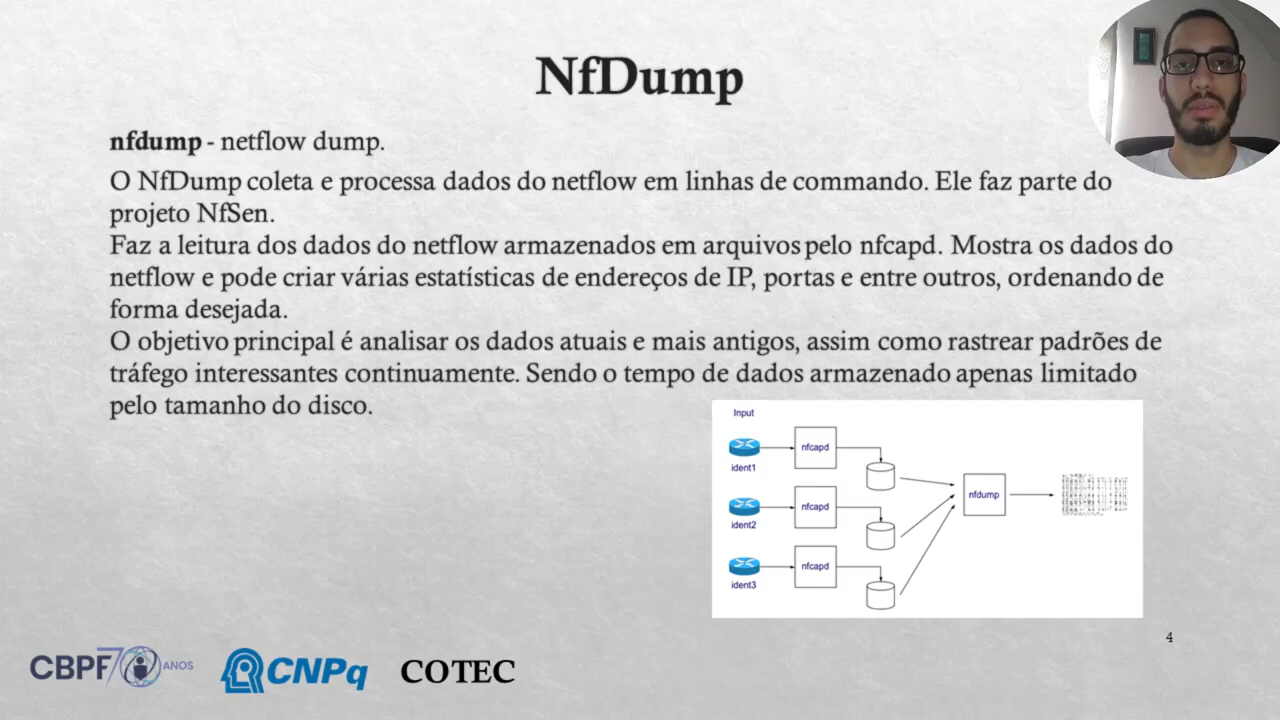 NfDump
nfdump - netflow dump.
O NfDump coleta e processa dados do netflow em linhas de commando. Ele faz parte do
projeto NfSen.
Faz a leitura dos dados do netflow armazenados em arquivos pelo nfcapd. Mostra os dados do
netflow e pode criar várias estatísticas de endereços de IP, portas e entre outros, ordenando de
forma desejada.
O objetivo principal é analisar os dados atuais e mais antigos, assim como rastrear padrões de
tráfego interessantes continuamente. Sendo o tempo de dados armazenado apenas limitado
pelo tamanho do disco.
Input
nfcapd
ident1
nfdump
nfcapd
ident2
nfcapd
ident3
4
CBPF 70 ANOS
CNPq
COTEC